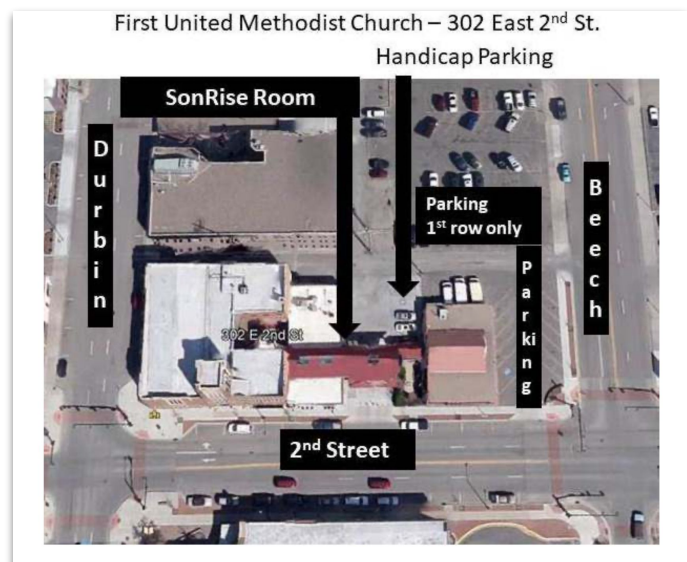 First United Methodist Church – 302 East 2nd St.
Handicap Parking
SonRise Room
Durbin
Parking
1st row only
Beech
Parking
302 E 2nd St
2nd Street